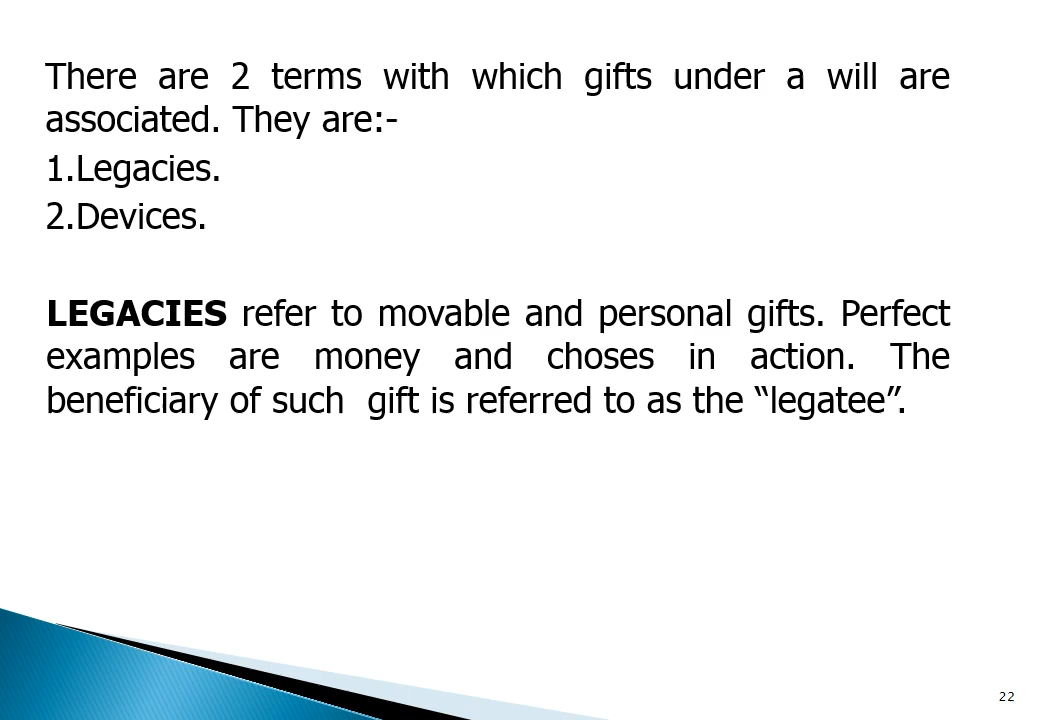 There are 2 terms with which gifts under a will are
associated. They are:-
1.Legacies.
2.Devices.
LEGACIES refer to movable and personal gifts. Perfect
examples are money and choses in action. The
beneficiary of such  gift is referred to as the “legatee”.
22